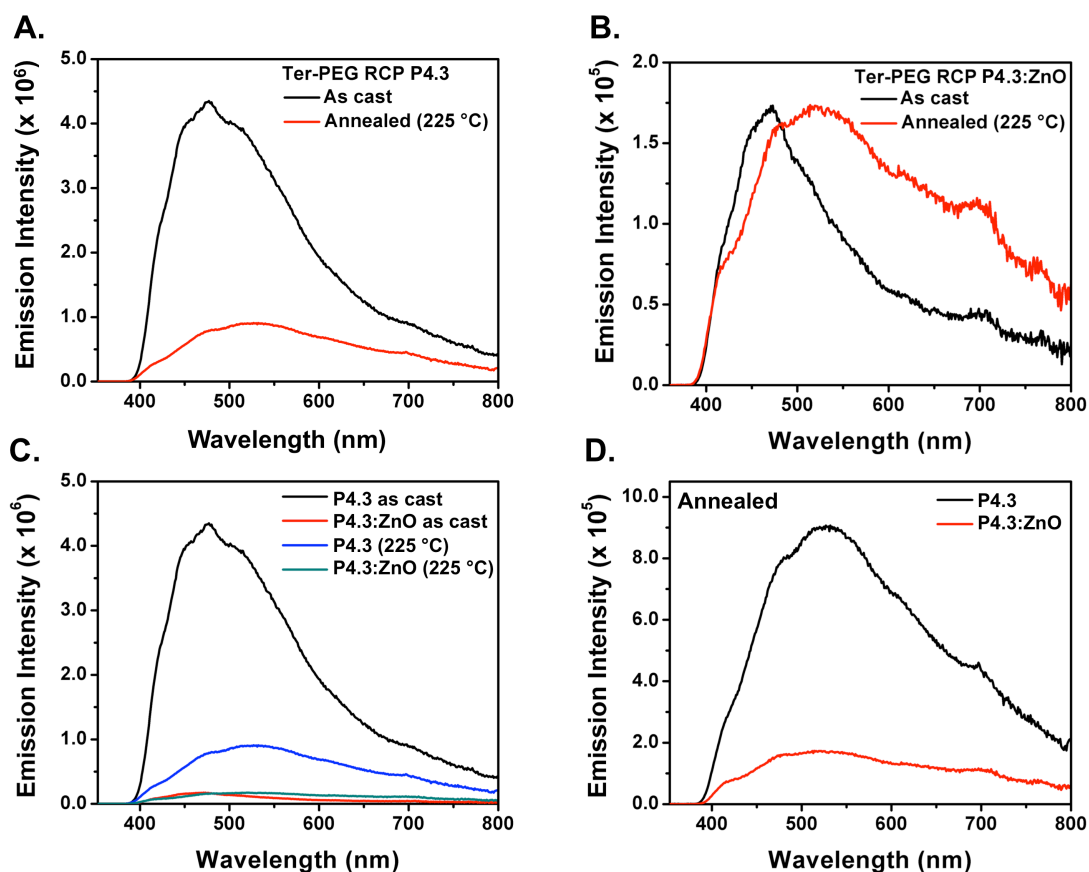 A.
Ter-PEG RCP P4.3
As cast
Annealed (225 °C)
Emission Intensity (x 10⁶)
5.0
4.0
3.0
2.0
1.0
0.0
400 500 600 700 800
Wavelength (nm)
B.
Ter-PEG RCP P4.3:ZnO
As cast
Annealed (225 °C)
Emission Intensity (x 10⁵)
2.0
1.5
1.0
0.5
0.0
400 500 600 700 800
Wavelength (nm)
C.
P4.3 as cast
P4.3:ZnO as cast
P4.3 (225 °C)
P4.3:ZnO (225 °C)
Emission Intensity (x 10⁶)
5.0
4.0
3.0
2.0
1.0
0.0
400 500 600 700 800
Wavelength (nm)
D.
Annealed
P4.3
P4.3:ZnO
Emission Intensity (x 10⁵)
10.0
8.0
6.0
4.0
2.0
0.0
400 500 600 700 800
Wavelength (nm)